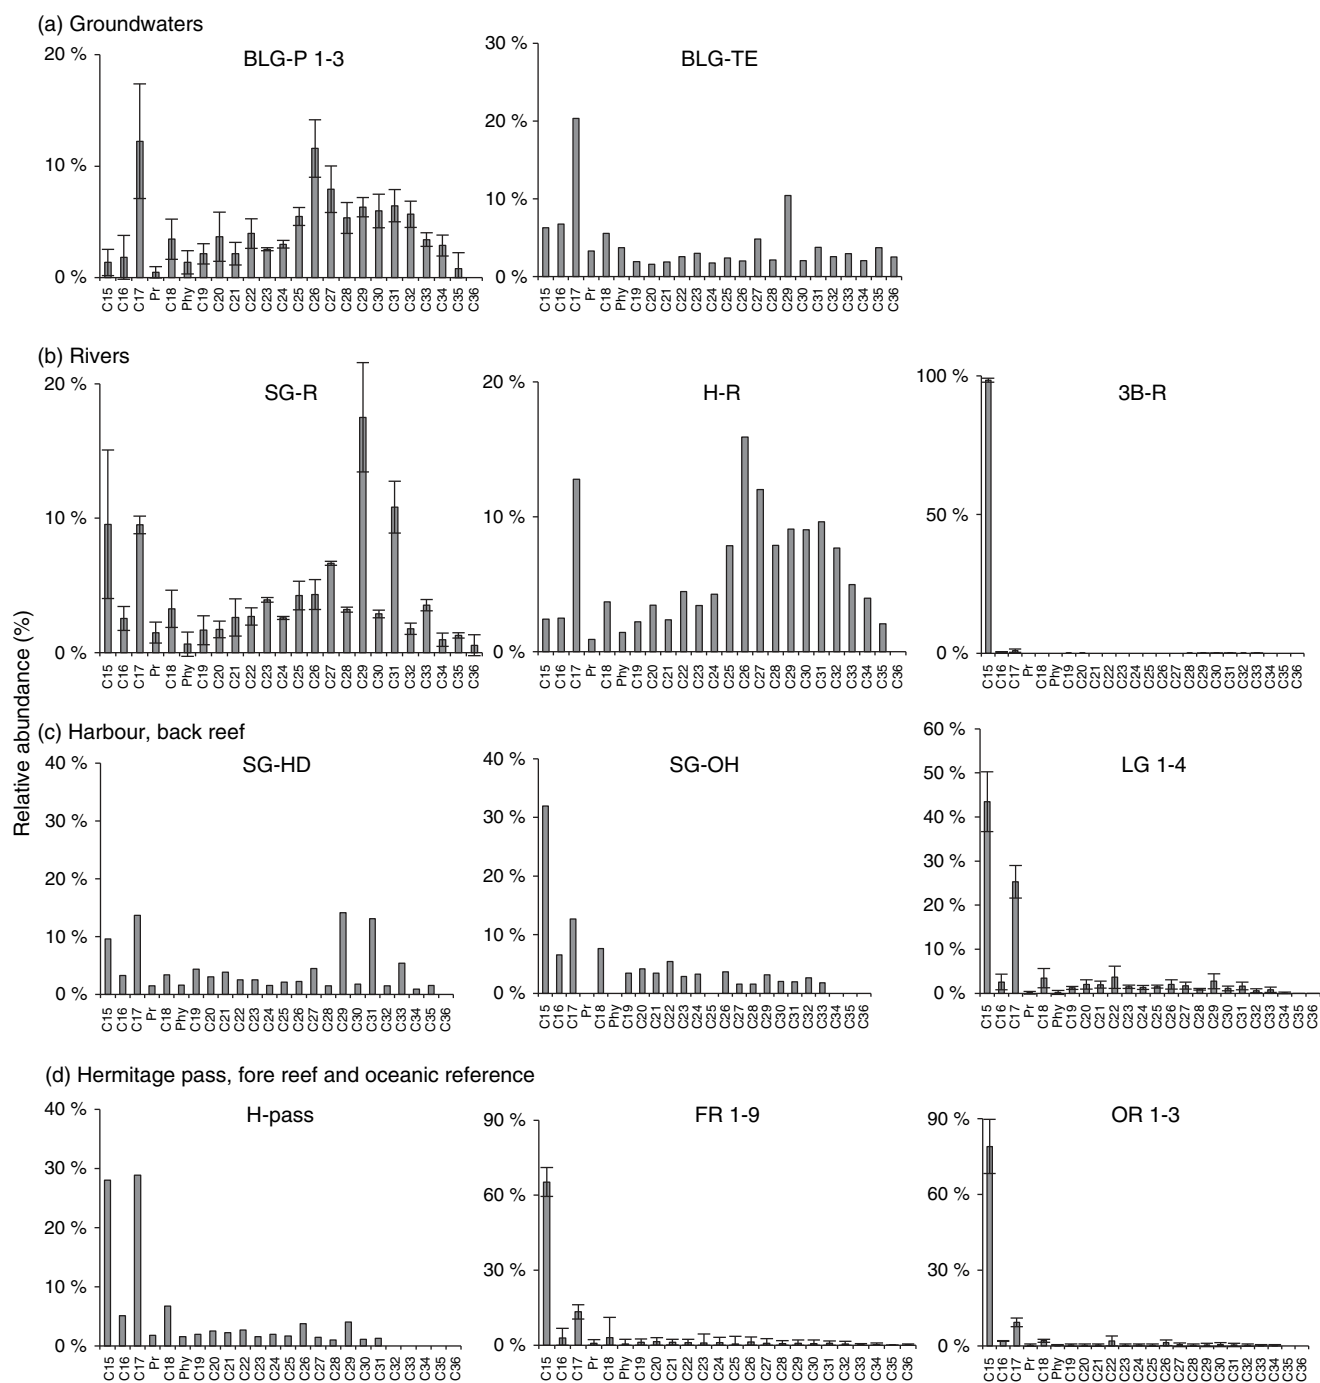 (a) Groundwaters
20 %
10 %
0 %
BLG-P 1-3
C15 C16 C17 Pr C18 Phy C19 C20 C21 C22 C23 C24 C25 C26 C27 C28 C29 C30 C31 C32 C33 C34 C35 C36
30 %
20 %
10 %
0 %
BLG-TE
C15 C16 C17 Pr C18 Phy C19 C20 C21 C22 C23 C24 C25 C26 C27 C28 C29 C30 C31 C32 C33 C34 C35 C36
Relative abundance (%)
(b) Rivers
20 %
10 %
0 %
SG-R
C15 C16 C17 Pr C18 Phy C19 C20 C21 C22 C23 C24 C25 C26 C27 C28 C29 C30 C31 C32 C33 C34 C35 C36
20 %
10 %
0 %
H-R
C15 C16 C17 Pr C18 Phy C19 C20 C21 C22 C23 C24 C25 C26 C27 C28 C29 C30 C31 C32 C33 C34 C35 C36
100 %
50 %
0 %
3B-R
C15 C16 C17 Pr C18 Phy C19 C20 C21 C22 C23 C24 C25 C26 C27 C28 C29 C30 C31 C32 C33 C34 C35 C36
(c) Harbour, back reef
40 %
30 %
20 %
10 %
0 %
SG-HD
C15 C16 C17 Pr C18 Phy C19 C20 C21 C22 C23 C24 C25 C26 C27 C28 C29 C30 C31 C32 C33 C34 C35 C36
40 %
30 %
20 %
10 %
0 %
SG-OH
C15 C16 C17 Pr C18 Phy C19 C20 C21 C22 C23 C24 C25 C26 C27 C28 C29 C30 C31 C32 C33 C34 C35 C36
60 %
50 %
40 %
30 %
20 %
10 %
0 %
LG 1-4
C15 C16 C17 Pr C18 Phy C19 C20 C21 C22 C23 C24 C25 C26 C27 C28 C29 C30 C31 C32 C33 C34 C35 C36
(d) Hermitage pass, fore reef and oceanic reference
40 %
30 %
20 %
10 %
0 %
H-pass
C15 C16 C17 Pr C18 Phy C19 C20 C21 C22 C23 C24 C25 C26 C27 C28 C29 C30 C31 C32 C33 C34 C35 C36
90 %
60 %
30 %
0 %
FR 1-9
C15 C16 C17 Pr C18 Phy C19 C20 C21 C22 C23 C24 C25 C26 C27 C28 C29 C30 C31 C32 C33 C34 C35 C36
90 %
60 %
30 %
0 %
OR 1-3
C15 C16 C17 Pr C18 Phy C19 C20 C21 C22 C23 C24 C25 C26 C27 C28 C29 C30 C31 C32 C33 C34 C35 C36